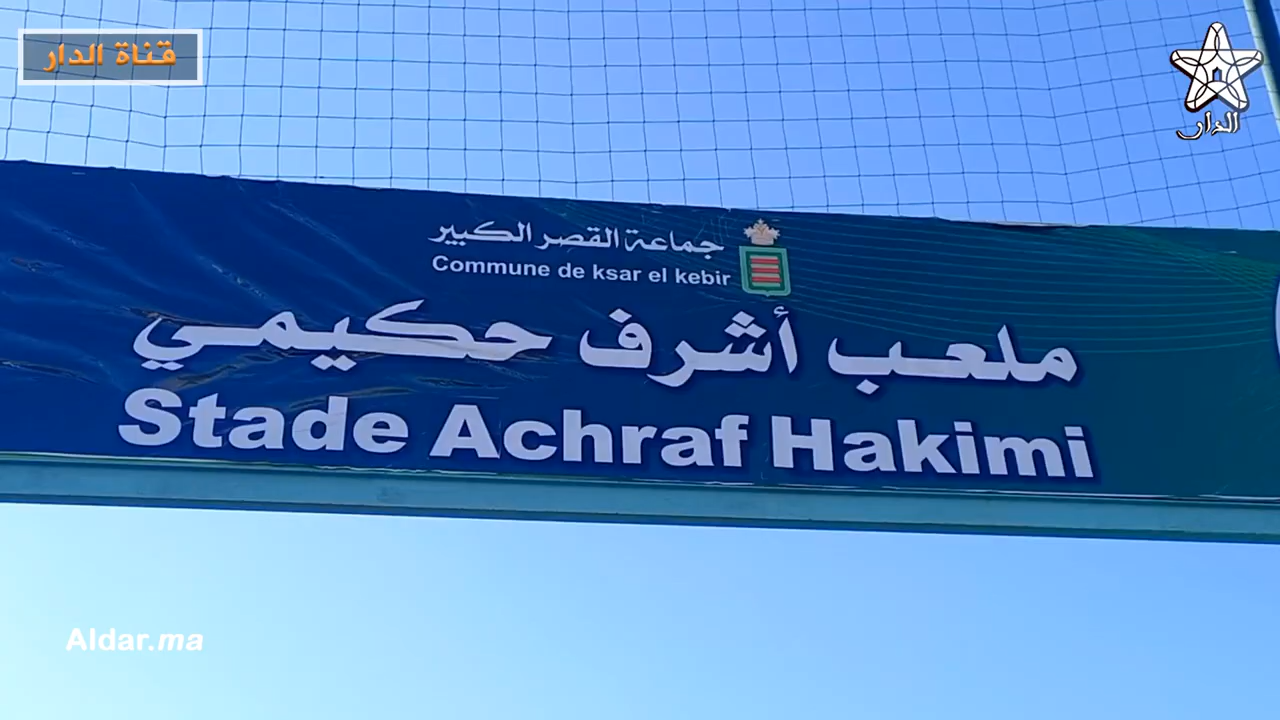 قناة الدار
الدار
جماعة القصر الكبير
Commune de ksar el kebir
ملعب أشرف حكيمي
Stade Achraf Hakimi
Aldar.ma